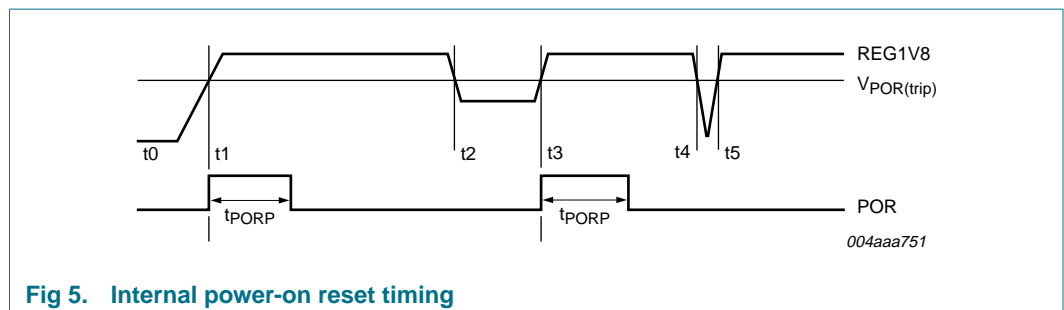 REG1V8
VPOR(trip)
t0 t1 t2 t3 t4 t5
tPORP tPORP POR
004aaa751
Fig 5. Internal power-on reset timing